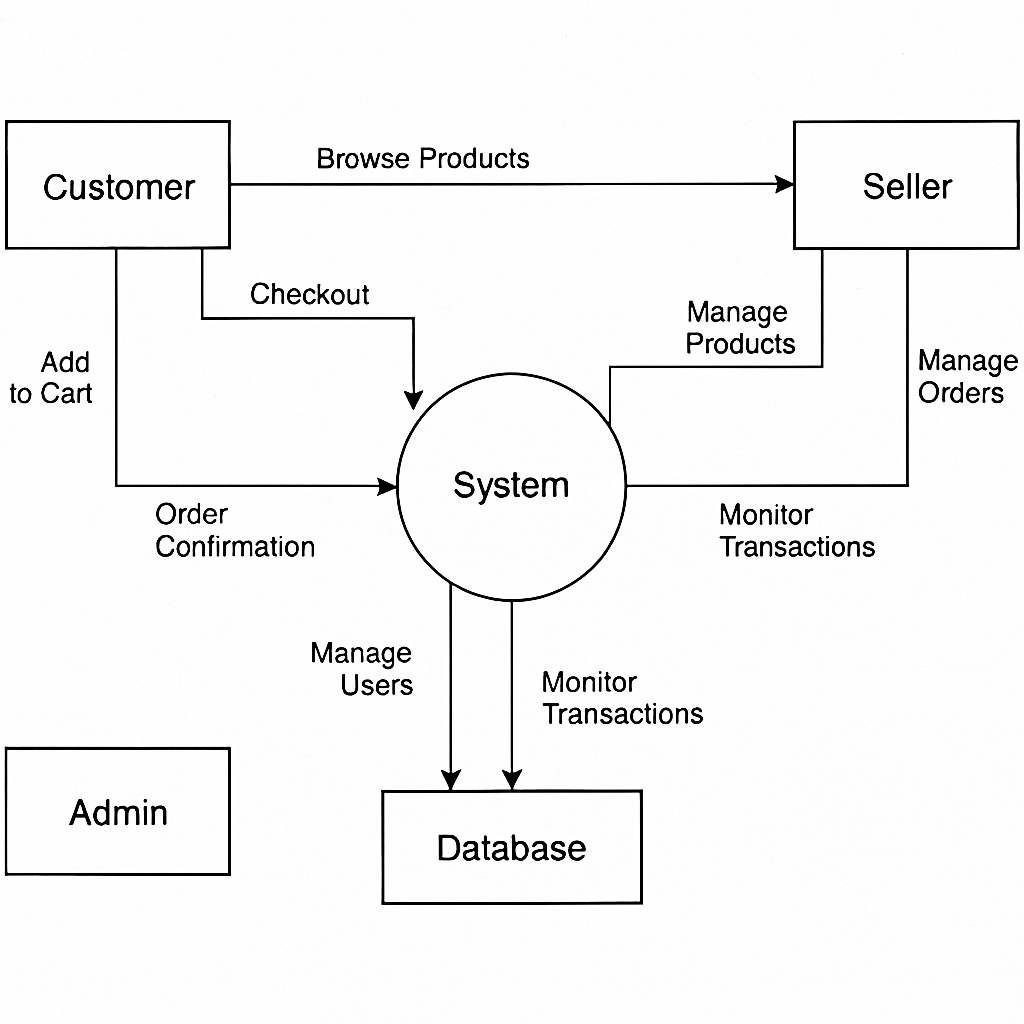 Browse Products
Customer
Seller
Checkout
Manage
Products
Add
to Cart
Manage
Orders
System
Order
Confirmation
Monitor
Transactions
Manage
Users
Monitor
Transactions
Admin
Database